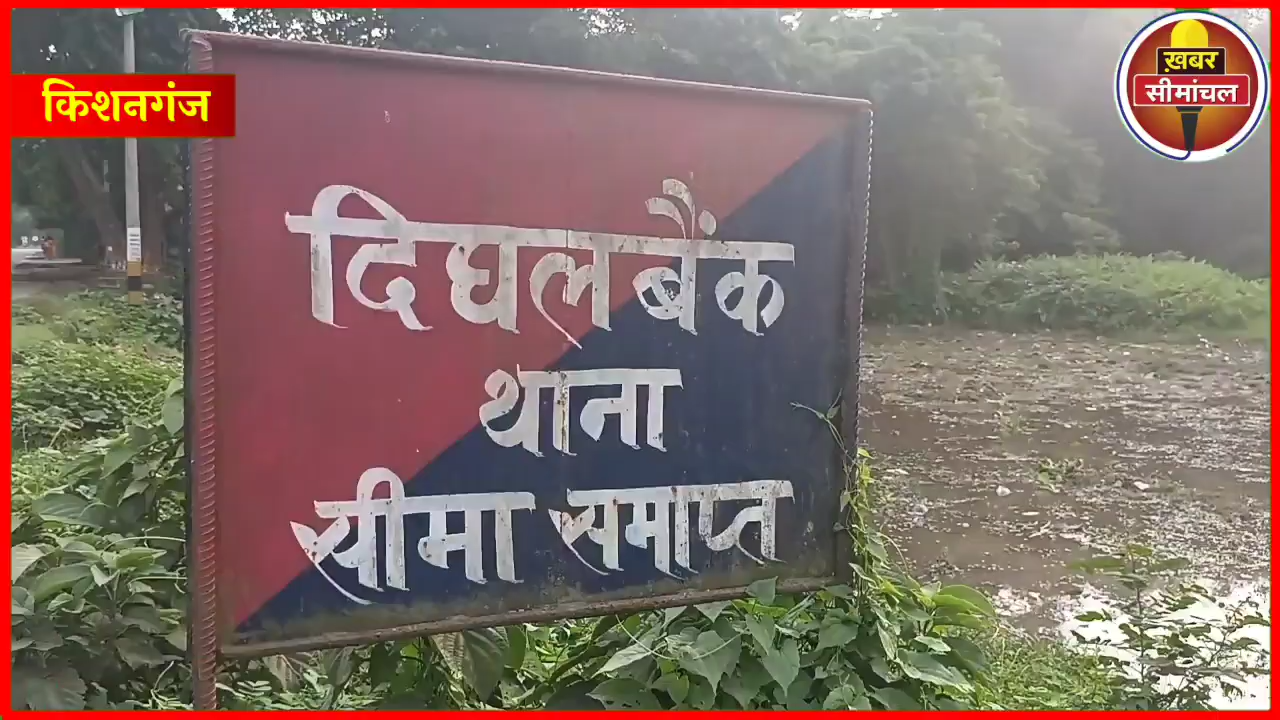 किशनगंज
ख़बर
सीमांचल
दिघलबैंक
थाना
सीमा समाप्त